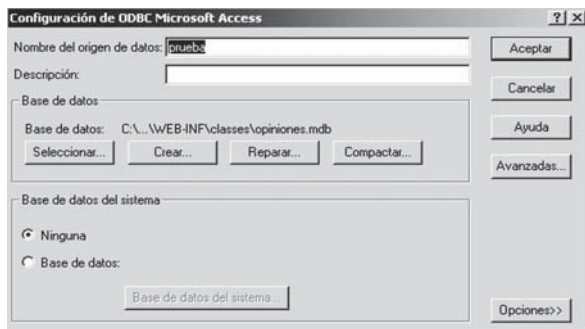 Configuración de ODBC Microsoft Access
Nombre del origen de datos: prueba
Aceptar
Descripción:
Cancelar
Base de datos
Base de datos: C:\...\WEB-INF\classes\opiniones.mdb
Ayuda
Seleccionar... Crear... Reparar... Compactar...
Avanzadas...
Base de datos del sistema
Ninguna
Base de datos:
Base de datos del sistema...
Opciones>>